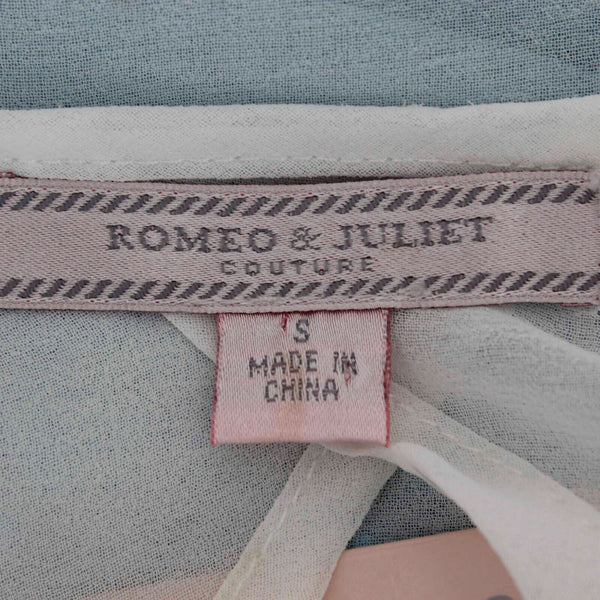 ROMEO & JULIET
COUTURE
S
MADE IN
CHINA